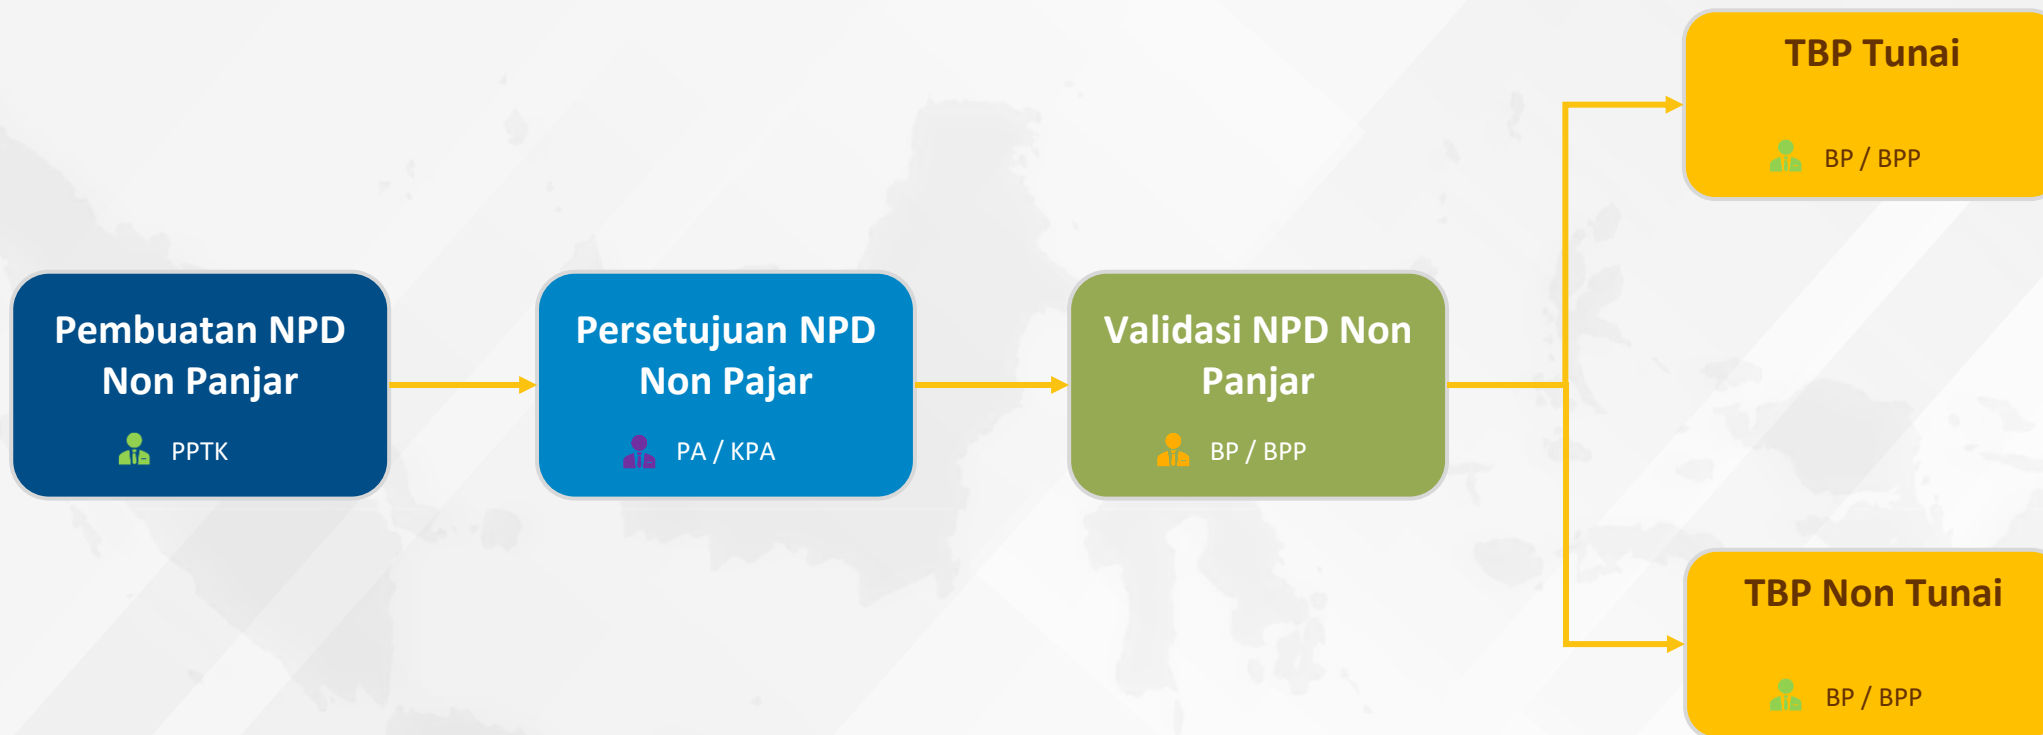 Pembuatan NPD
Non Panjar
PPTK
Persetujuan NPD
Non Pajar
PA / KPA
Validasi NPD Non
Panjar
BP / BPP
TBP Tunai
BP / BPP
TBP Non Tunai
BP / BPP